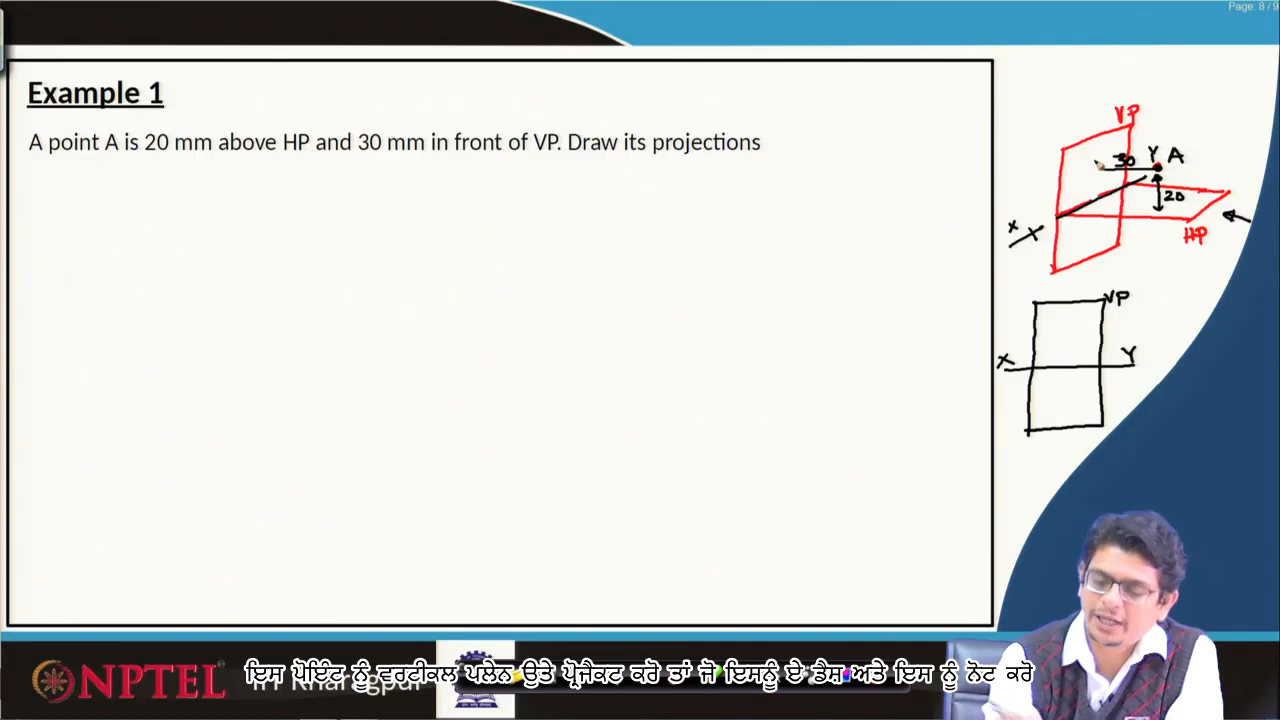 Page: 8 / 9
Example 1
A point A is 20 mm above HP and 30 mm in front of VP. Draw its projections
VP
30 Y A
20
X X
HP
VP
X Y
NPTEL
IIT Kharagpur
ਇਸ ਪੋਇੰਟ ਨੂੰ ਵਰਟੀਕਲ ਪਲੇਨ ਉਤੇ ਪ੍ਰੋਜੈਕਟ ਕਰੋ ਤਾਂ ਜੋ ਇਸਨੂੰ ਏ ਡੈਸ਼ ਅਤੇ ਇਸ ਨੂੰ ਨੋਟ ਕਰੋ